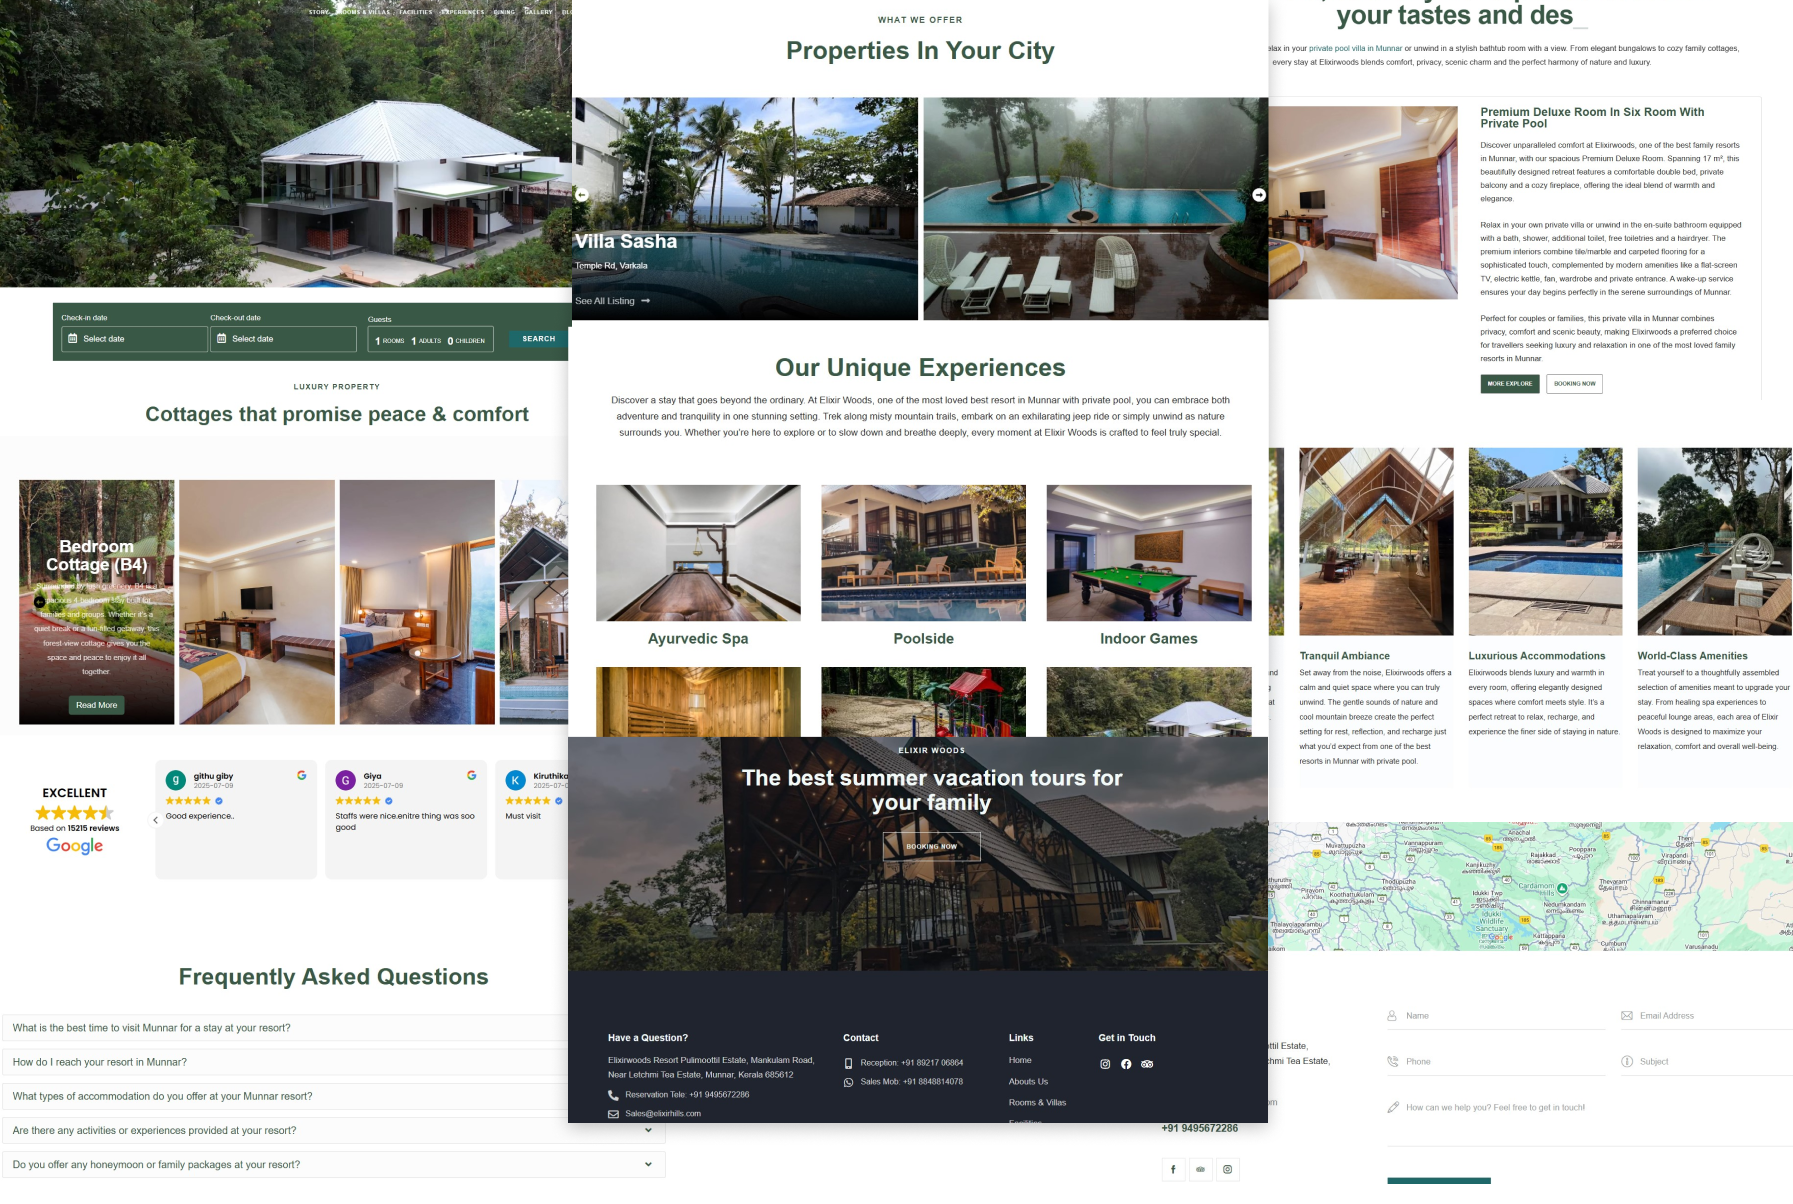 STORY ROOMS & VILLAS FACILITIES EXPERIENCES DINING GALLERY
Check-in date
Select date
Check-out date
Select date
Guests
1 ROOMS 1 ADULTS 0 CHILDREN
SEARCH
LUXURY PROPERTY
Cottages that promise peace & comfort
Bedroom
Cottage (B4)
families and groups. Whether it's a
quiet break or a fun-filled getaway, this
forest-view cottage gives you the
space and peace to enjoy it all
together.
Read More
EXCELLENT
Based on 15215 reviews
Google
g
githu giby
2025-07-09
Good experience..
G
Giya
2025-07-09
Staffs were nice.enitre thing was soo
good
K
Kiruthika
2025-07-0
Must visit
Frequently Asked Questions
What is the best time to visit Munnar for a stay at your resort?
How do I reach your resort in Munnar?
What types of accommodation do you offer at your Munnar resort?
Are there any activities or experiences provided at your resort?
Do you offer any honeymoon or family packages at your resort?
WHAT WE OFFER
Properties In Your City
Villa Sasha
Temple Rd, Varkala
See All Listing
Our Unique Experiences
Discover a stay that goes beyond the ordinary. At Elixir Woods, one of the most loved best resort in Munnar with private pool, you can embrace both
adventure and tranquility in one stunning setting. Trek along misty mountain trails, embark on an exhilarating jeep ride or simply unwind as nature
surrounds you. Whether you're here to explore or to slow down and breathe deeply, every moment at Elixir Woods is crafted to feel truly special.
Ayurvedic Spa
Poolside
Indoor Games
ELIXIR WOODS
The best summer vacation tours for
your family
BOOKING NOW
Have a Question?
Elixirwoods Resort Pulimoottil Estate, Mankulam Road,
Near Letchmi Tea Estate, Munnar, Kerala 685612
Reservation Tele: +91 9495672286
Sales@elixirhills.com
Contact
Reception: +91 89217 06864
Sales Mob: +91 8848814078
Links
Home
Abouts Us
Rooms & Villas
Get in Touch
+91 9495672286
your tastes and des_
elax in your private pool villa in Munnar or unwind in a stylish bathtub room with a view. From elegant bungalows to cozy family cottages,
every stay at Elixirwoods blends comfort, privacy, scenic charm and the perfect harmony of nature and luxury.
Premium Deluxe Room In Six Room With
Private Pool
Discover unparalleled comfort at Elixirwoods, one of the best family resorts
in Munnar, with our spacious Premium Deluxe Room. Spanning 17 m², this
beautifully designed retreat features a comfortable double bed, private
balcony and a cozy fireplace, offering the ideal blend of warmth and
elegance.
Relax in your own private villa or unwind in the en-suite bathroom equipped
with a bath, shower, additional toilet, free toiletries and a hairdryer. The
premium interiors combine tile/marble and carpeted flooring for a
sophisticated touch, complemented by modern amenities like a flat-screen
TV, electric kettle, fan, wardrobe and private entrance. A wake-up service
ensures your day begins perfectly in the serene surroundings of Munnar.
Perfect for couples or families, this private villa in Munnar combines
privacy, comfort and scenic beauty, making Elixirwoods a preferred choice
for travellers seeking luxury and relaxation in one of the most loved family
resorts in Munnar.
MORE EXPLORE
BOOKING NOW
Tranquil Ambiance
Set away from the noise, Elixirwoods offers a
calm and quiet space where you can truly
unwind. The gentle sounds of nature and
cool mountain breeze create the perfect
setting for rest, reflection, and recharge just
what you'd expect from one of the best
resorts in Munnar with private pool.
Luxurious Accommodations
Elixirwoods blends luxury and warmth in
every room, offering elegantly designed
spaces where comfort meets style. It's a
perfect retreat to relax, recharge, and
experience the finer side of staying in nature.
World-Class Amenities
Treat yourself to a thoughtfully assembled
selection of amenities meant to upgrade your
stay. From healing spa experiences to
peaceful lounge areas, each area of Elixir
Woods is designed to maximize your
relaxation, comfort and overall well-being.
Muvattupuzha
Vannappuram
Anachal
Rajakkad
Pooppara
Theni
Virapandi
Kanjikuzhy
Piravom
Koothattukulam
Thodupuzha
Cardamom
Hills
Thevaram
Chinnamanur
Idukki Twp
Idukki
Wildlife
Sanctuary
Nedumkandam
Uthamapalayam
Thalayolaparambu
Kattappana
Cumbum
Varusanadu
Google
ottil Estate,
chmi Tea Estate,
om
Name
Email Address
Phone
Subject
How can we help you? Feel free to get in touch!